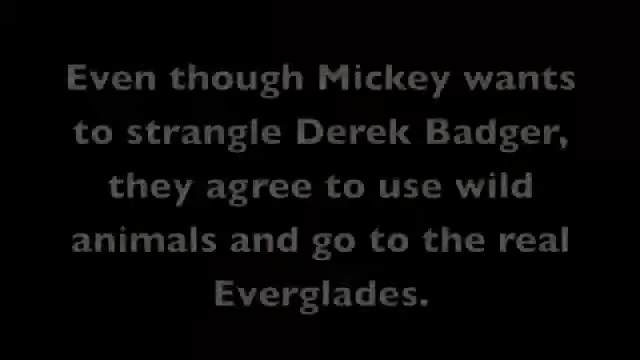 Even though Mickey wants
to strangle Derek Badger,
they agree to use wild
animals and go to the real
Everglades.